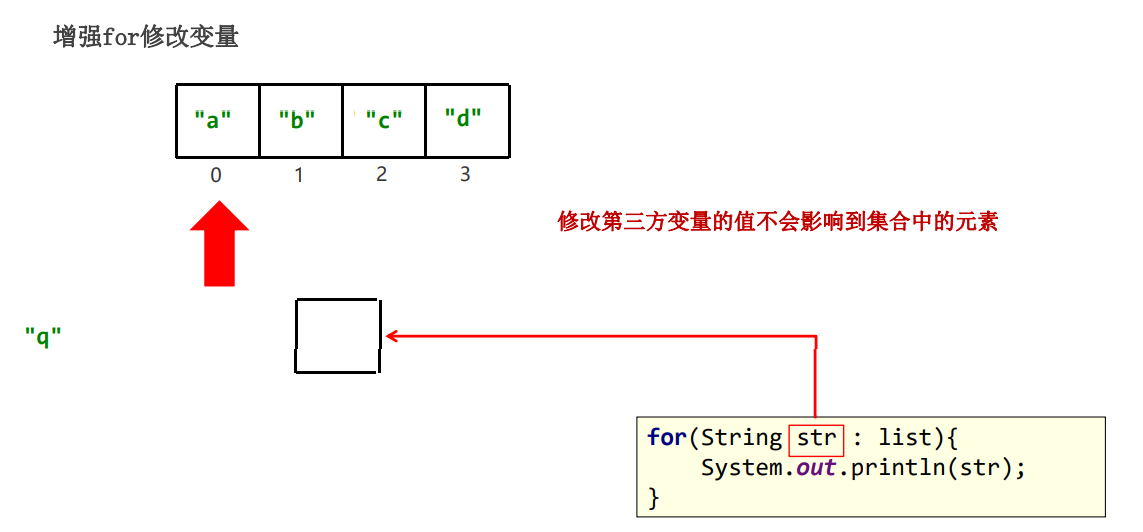 增强for修改变量
"a" "b" "c" "d"
0 1 2 3
修改第三方变量的值不会影响到集合中的元素
"q"
for(String str : list){
    System.out.println(str);
}